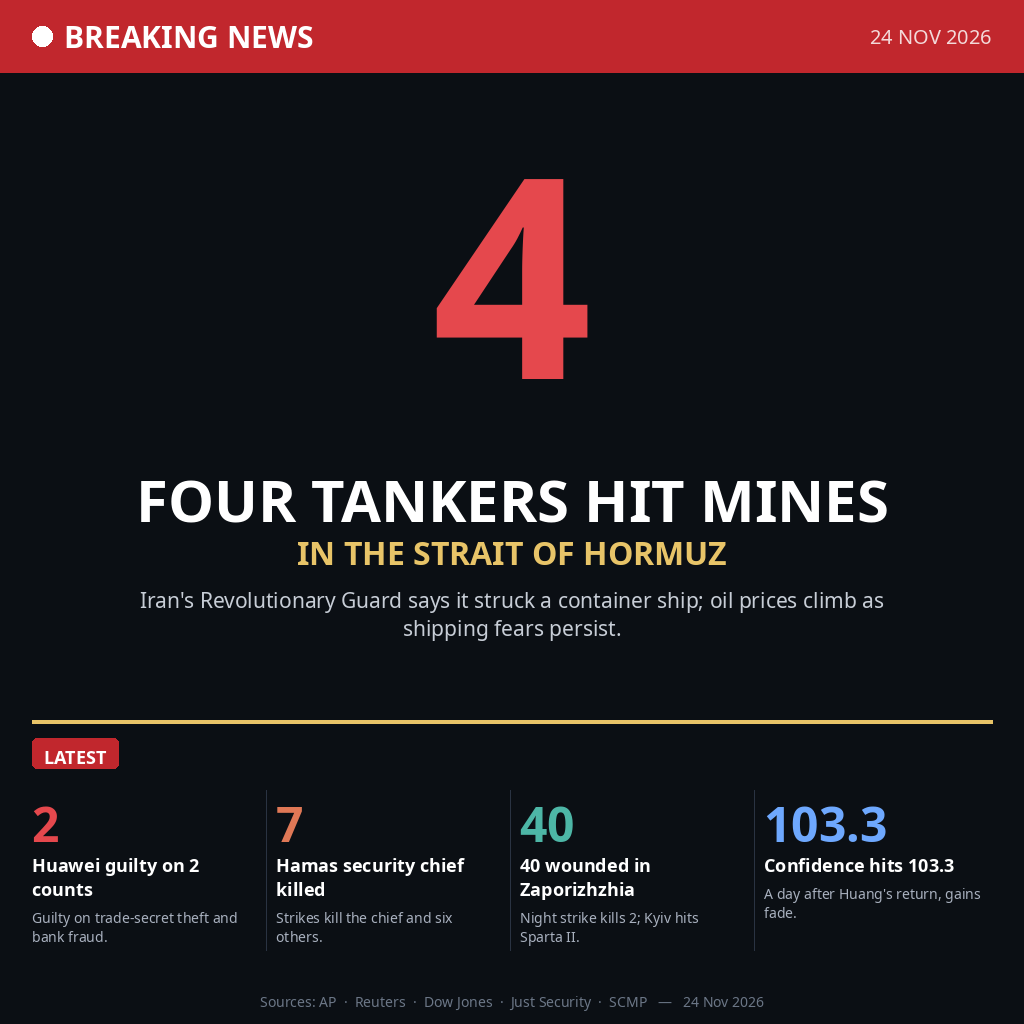 BREAKING NEWS
24 NOV 2026
4
FOUR TANKERS HIT MINES
IN THE STRAIT OF HORMUZ
Iran's Revolutionary Guard says it struck a container ship; oil prices climb as
shipping fears persist.
LATEST
2
Huawei guilty on 2
counts
Guilty on trade-secret theft and
bank fraud.
7
Hamas security chief
killed
Strikes kill the chief and six
others.
40
40 wounded in
Zaporizhzhia
Night strike kills 2; Kyiv hits
Sparta II.
103.3
Confidence hits 103.3
A day after Huang's return, gains
fade.
Sources: AP · Reuters · Dow Jones · Just Security · SCMP — 24 Nov 2026